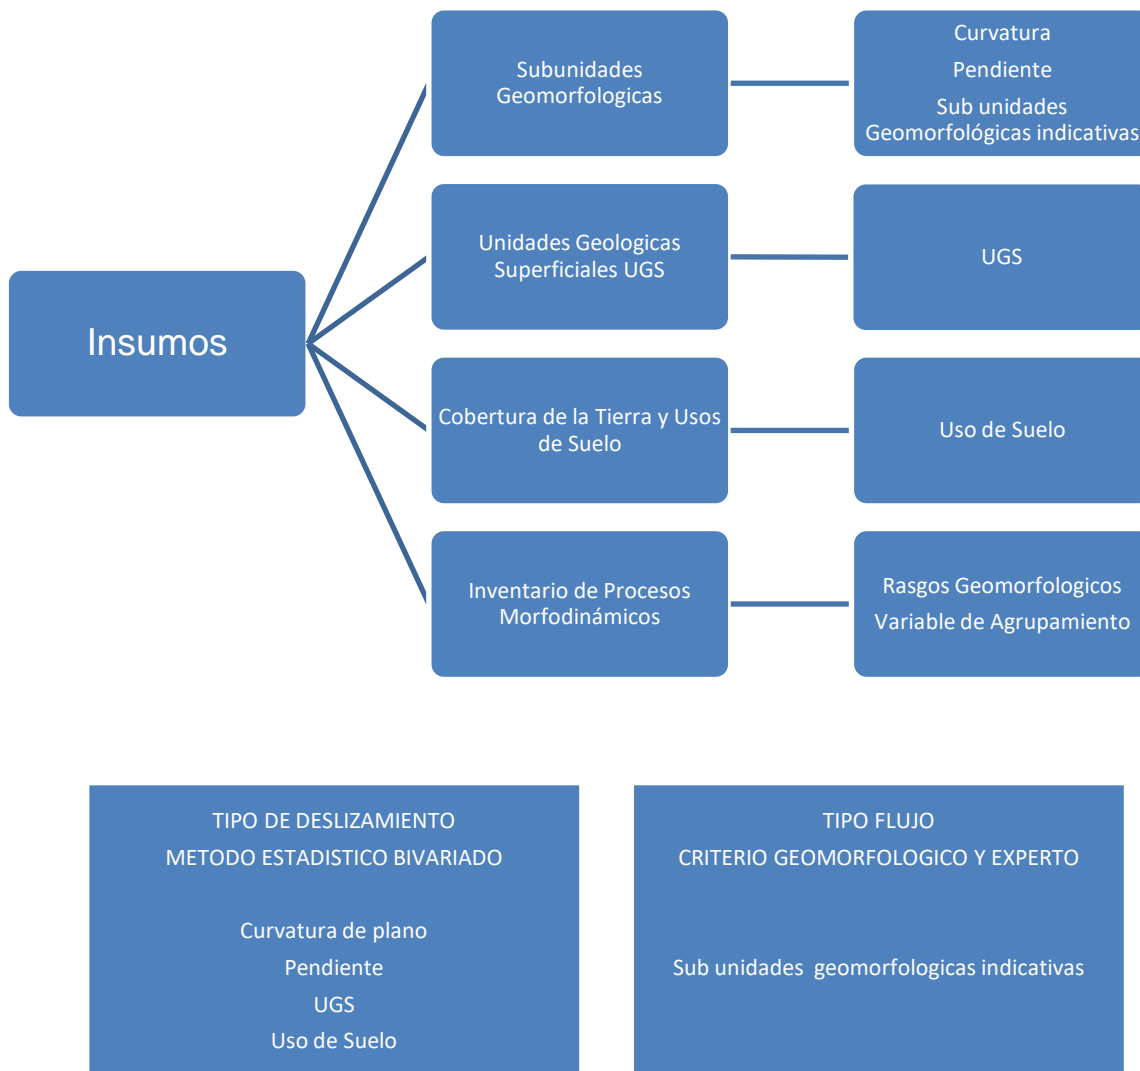 Insumos
Subunidades
Geomorfologicas
Curvatura
Pendiente
Sub unidades
Geomorfológicas indicativas
Unidades Geologicas
Superficiales UGS
UGS
Cobertura de la Tierra y Usos
de Suelo
Uso de Suelo
Inventario de Procesos
Morfodinámicos
Rasgos Geomorfologicos
Variable de Agrupamiento
TIPO DE DESLIZAMIENTO
METODO ESTADISTICO BIVARIADO
Curvatura de plano
Pendiente
UGS
Uso de Suelo
TIPO FLUJO
CRITERIO GEOMORFOLOGICO Y EXPERTO
Sub unidades geomorfologicas indicativas